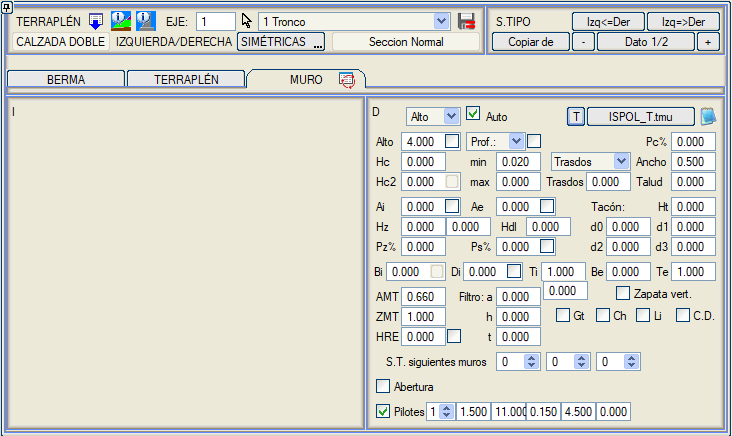 TERRAPLÉN EJE: 1 1 Tronco S.TIPO Izq<=Der Izq=>Der
CALZADA DOBLE IZQUIERDA/DERECHA SIMÉTRICAS ... Seccion Normal Copiar de - Dato 1/2 +
BERMA TERRAPLÉN MURO
I
D Alto Auto T ISPOL_T.tmu
Alto 4.000 Prof.: Pc% 0.000
Hc 0.000 min 0.020 Trasdos Ancho 0.500
Hc2 0.000 max 0.000 Trasdos 0.000 Talud 0.000
Ai 0.000 Ae 0.000 Tacón: Ht 0.000
Hz 0.000 0.000 Hdl 0.000 d0 0.000 d1 0.000
Pz% 0.000 Ps% 0.000 d2 0.000 d3 0.000
Bi 0.000 Di 0.000 Ti 1.000 Be 0.000 Te 1.000
AMT 0.660 Filtro: a 0.000 0.000 Zapata vert.
ZMT 1.000 h 0.000 Gt Ch Li C.D.
HRE 0.000 t 0.000
S.T. siguientes muros 0 0 0
Abertura
Pilotes 1 1.500 11.000 0.150 4.500 0.000